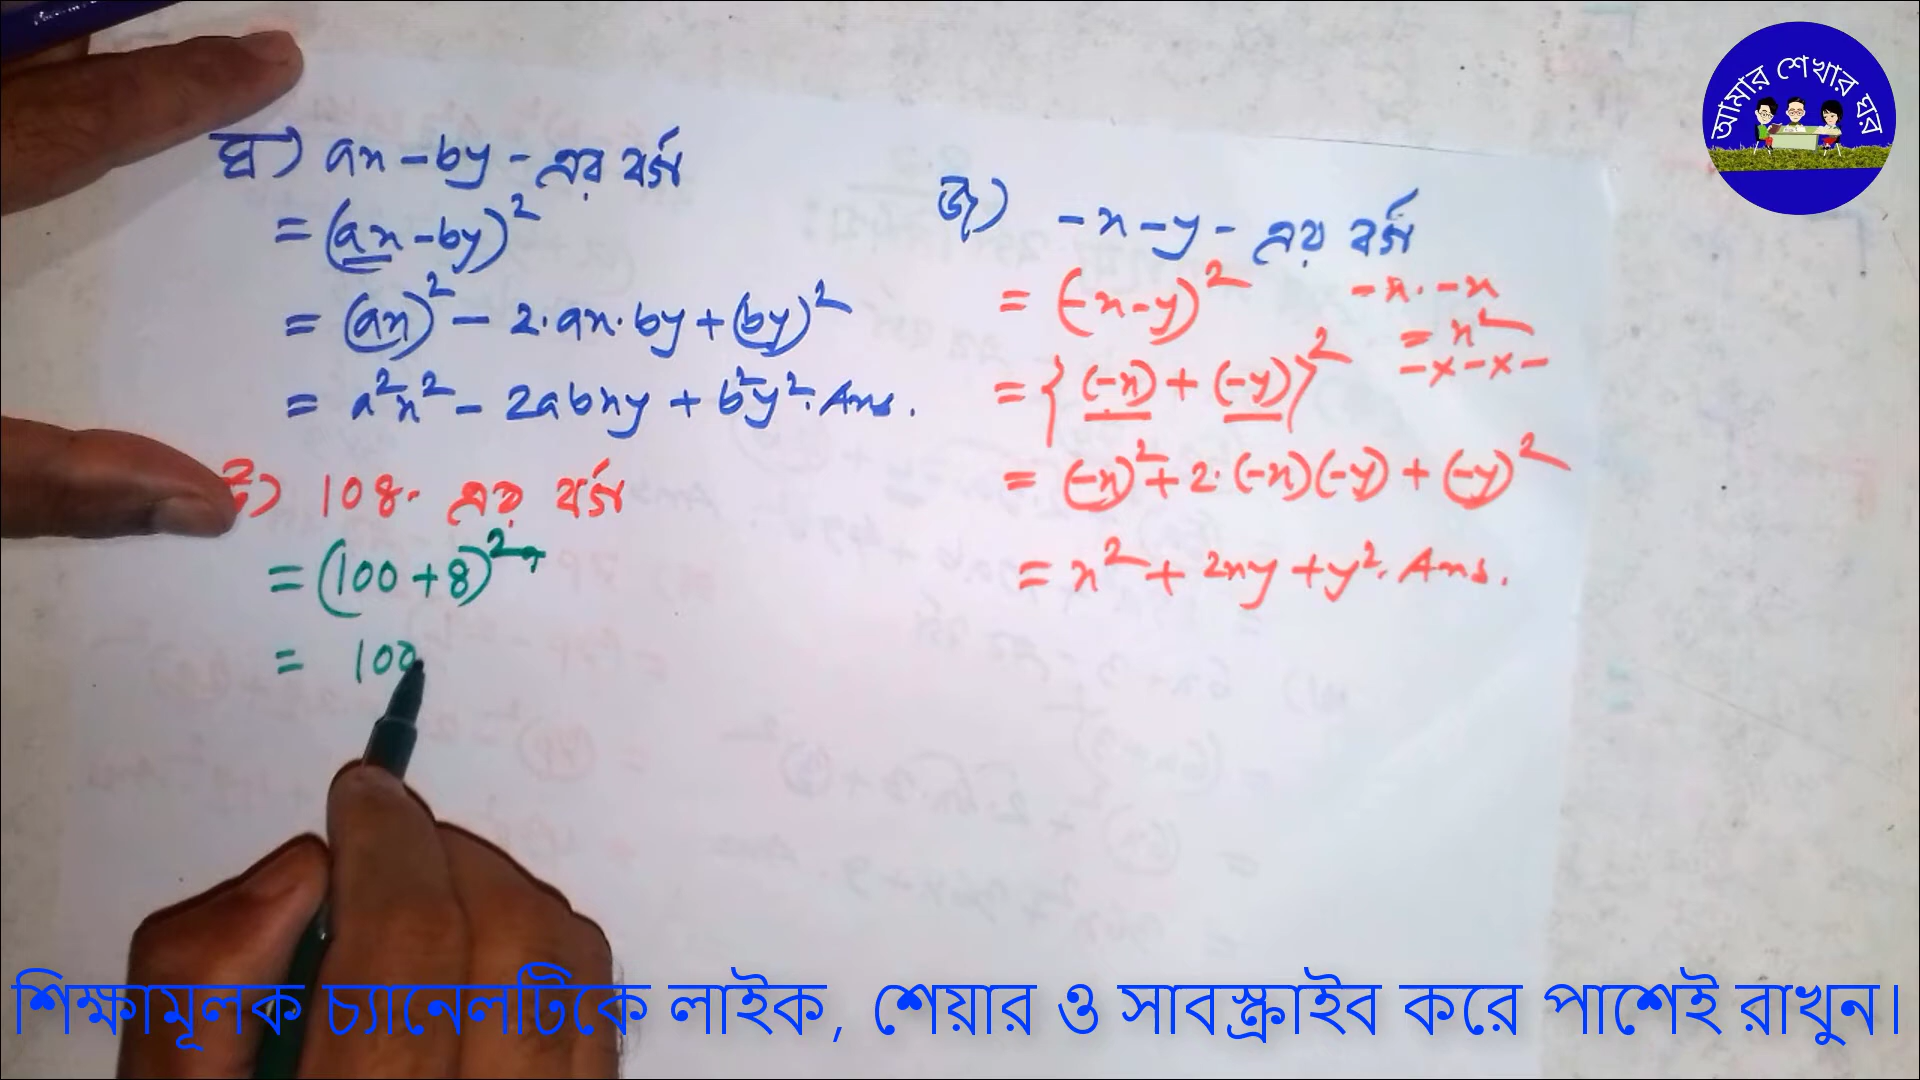 ঘ) ax - by - এর বর্গ
= (ax - by)²
= (ax)² - 2·ax·by + (by)²
= a²x² - 2abxy + b²y². Ans.
108. এর বর্গ
= (100 + 8)²
= 100
জ) -x - y - এর বর্গ
= (-x - y)²
-x. -x
= x²
-x-x-
= {(-x) + (-y)}²
= (-x)² + 2·(-x)(-y) + (-y)²
= x² + 2xy + y². Ans.
আমার শেখার ঘর
শিক্ষামূলক চ্যানেলটিকে লাইক, শেয়ার ও সাবস্ক্রাইব করে পাশেই রাখুন।